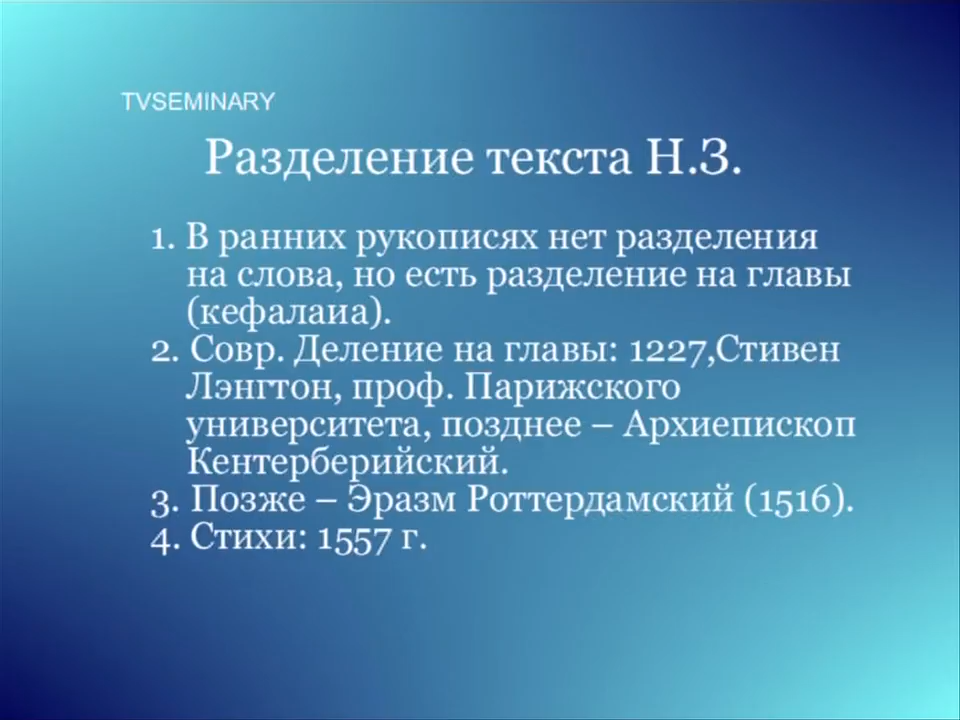 TVSEMINARY
Разделение текста Н.З.
1. В ранних рукописях нет разделения
на слова, но есть разделение на главы
(кефалаиа).
2. Совр. Деление на главы: 1227,Стивен
Лэнгтон, проф. Парижского
университета, позднее – Архиепископ
Кентерберийский.
3. Позже – Эразм Роттердамский (1516).
4. Стихи: 1557 г.